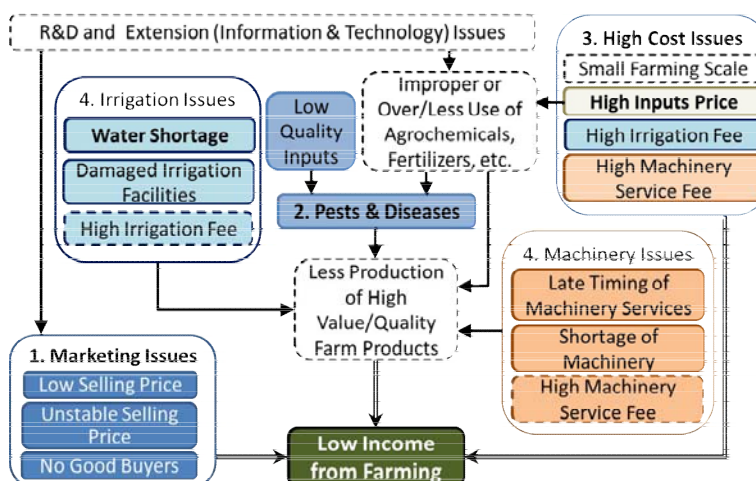 R&D and Extension (Information & Technology) Issues
3. High Cost Issues
Small Farming Scale
High Inputs Price
High Irrigation Fee
High Machinery
Service Fee
4. Irrigation Issues
Water Shortage
Damaged Irrigation
Facilities
High Irrigation Fee
Low
Quality
Inputs
Improper or
Over/Less Use of
Agrochemicals,
Fertilizers, etc.
2. Pests & Diseases
Less Production
of High
Value/Quality
Farm Products
4. Machinery Issues
Late Timing of
Machinery Services
Shortage of
Machinery
High Machinery
Service Fee
1. Marketing Issues
Low Selling Price
Unstable Selling
Price
No Good Buyers
Low Income
from Farming